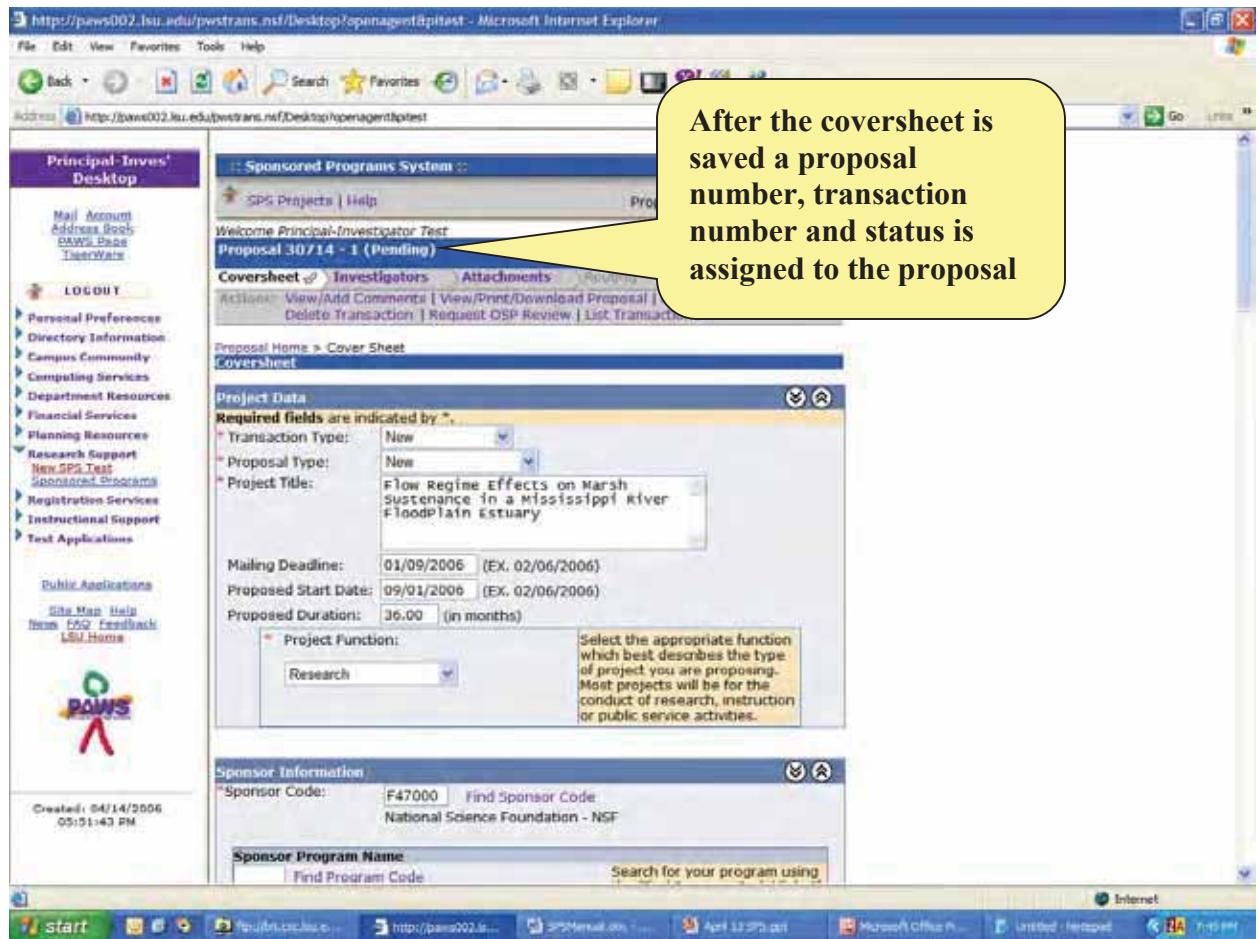 http://paws002.lsu.edu/pwstrans.nsf/Desktop?openagent&pitest - Microsoft Internet Explorer
File Edit View Favorites Tools Help
Back Search Favorites
Address http://paws002.lsu.edu/pwstrans.nsf/Desktop?openagent&pitest Go Links »
After the coversheet is
saved a proposal
number, transaction
number and status is
assigned to the proposal
Principal-Inves'
Desktop
Mail Account
Address Book
PAWS Page
TigerWare
LOGOUT
Personal Preferences
Directory Information
Campus Community
Computing Services
Department Resources
Financial Services
Planning Resources
Research Support
New SPS Test
Sponsored Programs
Registration Services
Instructional Support
Test Applications
Public Applications
Site Map Help
News FAQ Feedback
LSU Home
PAWS
Created: 04/14/2006
05:51:43 PM
:: Sponsored Programs System ::
SPS Projects | Help
Welcome Principal-Investigator Test
Proposal 30714 - 1 (Pending)
Coversheet Investigators Attachments Routing
Actions: View/Add Comments | View/Print/Download Proposal |
Delete Transaction | Request OSP Review | List Transact
Proposal Home > Cover Sheet
Coversheet
Project Data
Required fields are indicated by *.
* Transaction Type: New
* Proposal Type: New
* Project Title: Flow Regime Effects on Marsh
Sustenance in a Mississippi River
FloodPlain Estuary
Mailing Deadline: 01/09/2006 (EX. 02/06/2006)
Proposed Start Date: 09/01/2006 (EX. 02/06/2006)
Proposed Duration: 36.00 (in months)
* Project Function:
Research
Select the appropriate function
which best describes the type
of project you are proposing.
Most projects will be for the
conduct of research, instruction
or public service activities.
Sponsor Information
*Sponsor Code: F47000 Find Sponsor Code
National Science Foundation - NSF
Sponsor Program Name
Find Program Code
Search for your program using
Internet
start
http://paws002.ls...
Microsoft Office
Untitled - Notepad